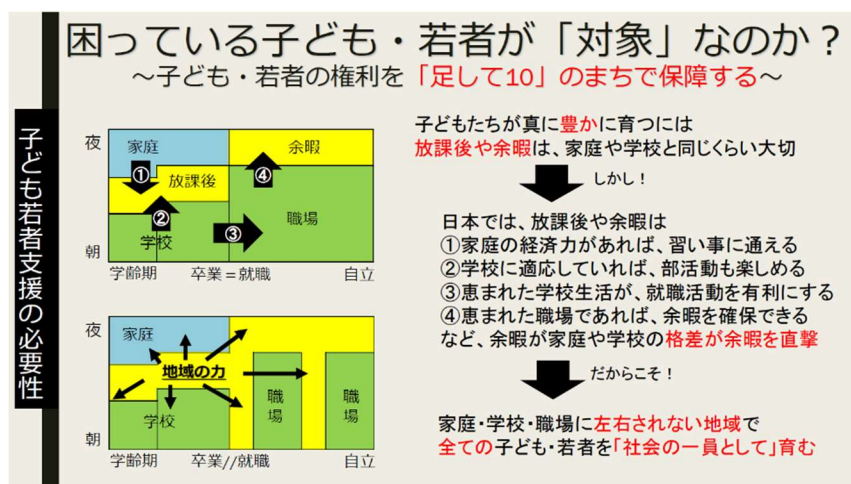 困っている子ども・若者が「対象」なのか？
～子ども・若者の権利を「足して10」のまちで保障する～
子ども若者支援の必要性
夜
家庭
余暇
①
④
放課後
②
③
職場
学校
朝
学齢期
卒業＝就職
自立
夜
家庭
地域の力
職場
職場
学校
朝
学齢期
卒業//就職
自立
子どもたちが真に豊かに育つには
放課後や余暇は、家庭や学校と同じくらい大切
しかし！
日本では、放課後や余暇は
①家庭の経済力があれば、習い事に通える
②学校に適応していれば、部活動も楽しめる
③恵まれた学校生活が、就職活動を有利にする
④恵まれた職場であれば、余暇を確保できる
など、余暇が家庭や学校の格差が余暇を直撃
だからこそ！
家庭・学校・職場に左右されない地域で
全ての子ども・若者を「社会の一員として」育む